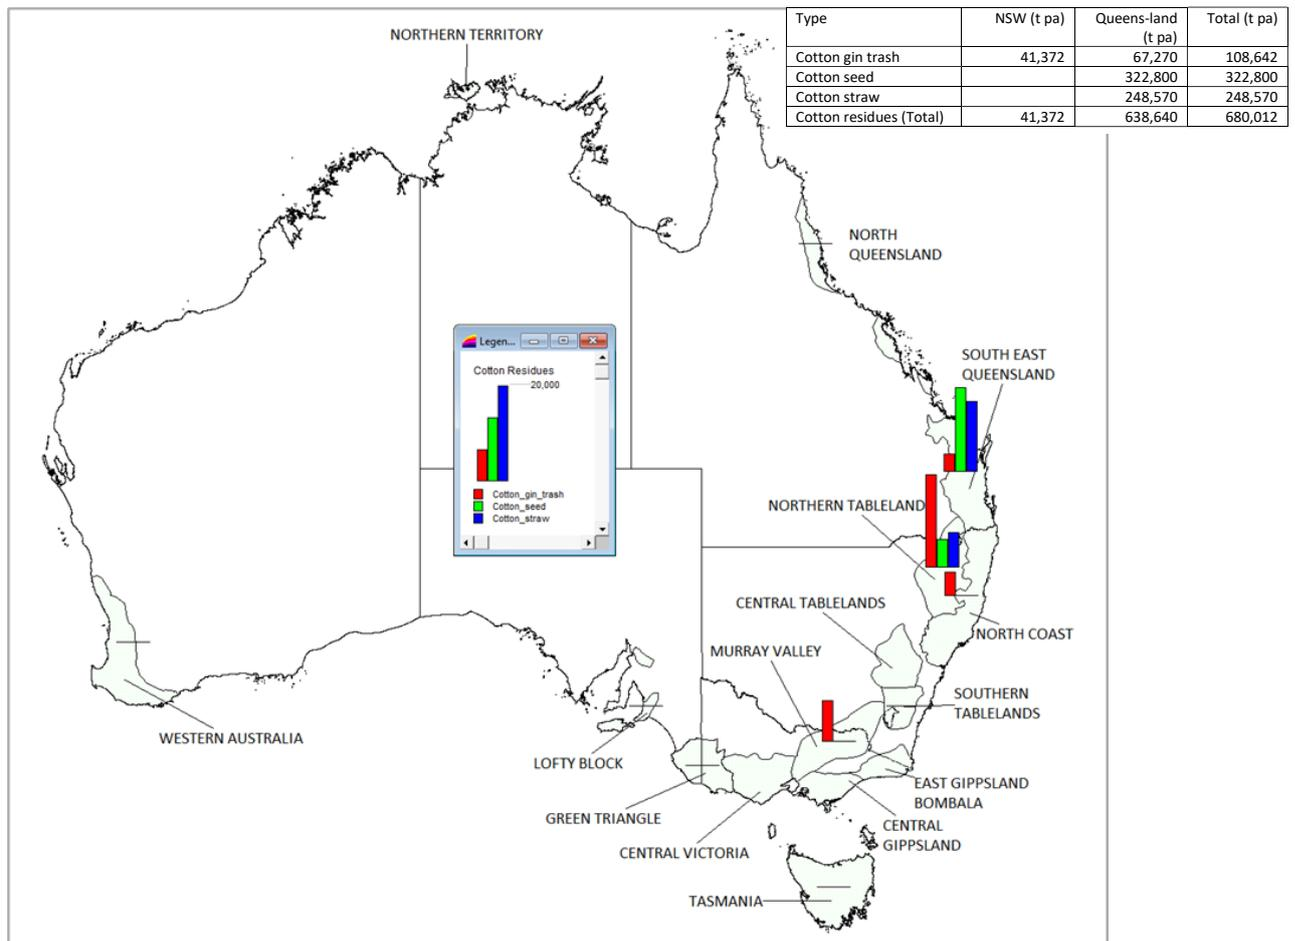 NORTHERN TERRITORY
Type NSW (t pa) Queens-land (t pa) Total (t pa)
Cotton gin trash 41,372 67,270 108,642
Cotton seed 322,800 322,800
Cotton straw 248,570 248,570
Cotton residues (Total) 41,372 638,640 680,012
NORTH
QUEENSLAND
Legen...
Cotton Residues
20,000
Cotton_gin_trash
Cotton_seed
Cotton_straw
SOUTH EAST
QUEENSLAND
NORTHERN TABLELAND
CENTRAL TABLELANDS
NORTH COAST
MURRAY VALLEY
SOUTHERN
TABLELANDS
WESTERN AUSTRALIA
LOFTY BLOCK
EAST GIPPSLAND
BOMBALA
GREEN TRIANGLE
CENTRAL
GIPPSLAND
CENTRAL VICTORIA
TASMANIA